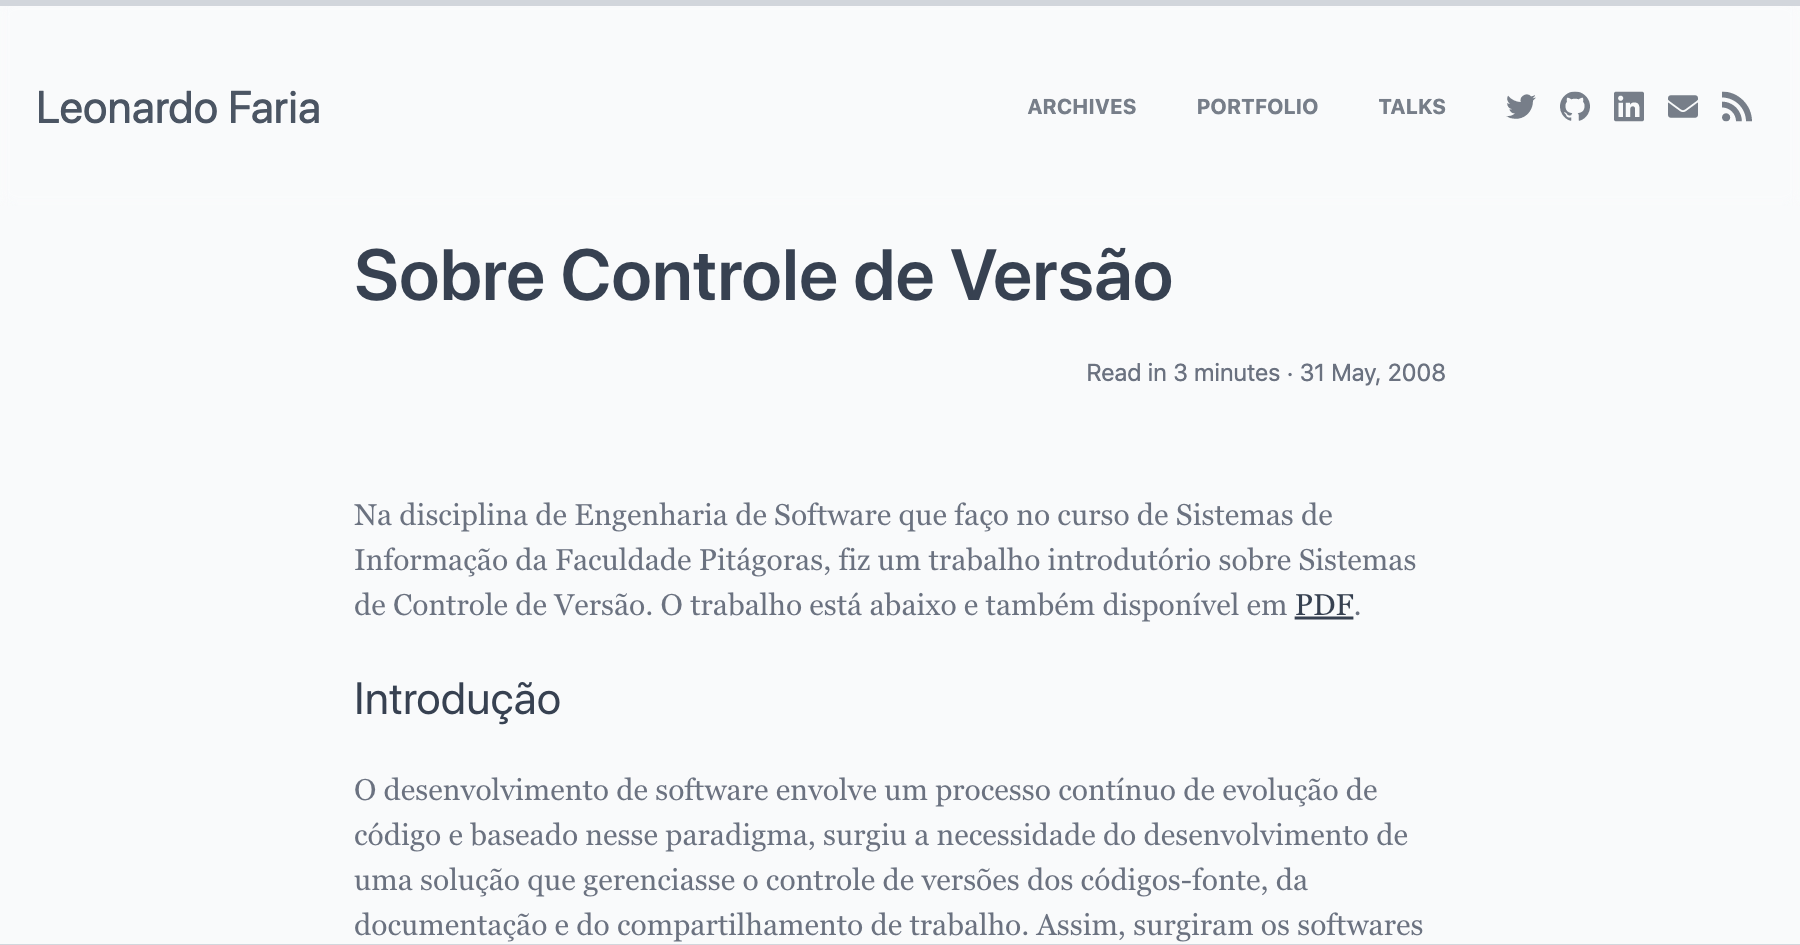 Leonardo Faria
ARCHIVES PORTFOLIO TALKS
Sobre Controle de Versão
Read in 3 minutes · 31 May, 2008
Na disciplina de Engenharia de Software que faço no curso de Sistemas de
Informação da Faculdade Pitágoras, fiz um trabalho introdutório sobre Sistemas
de Controle de Versão. O trabalho está abaixo e também disponível em PDF.
Introdução
O desenvolvimento de software envolve um processo contínuo de evolução de
código e baseado nesse paradigma, surgiu a necessidade do desenvolvimento de
uma solução que gerenciasse o controle de versões dos códigos-fonte, da
documentação e do compartilhamento de trabalho. Assim, surgiram os softwares